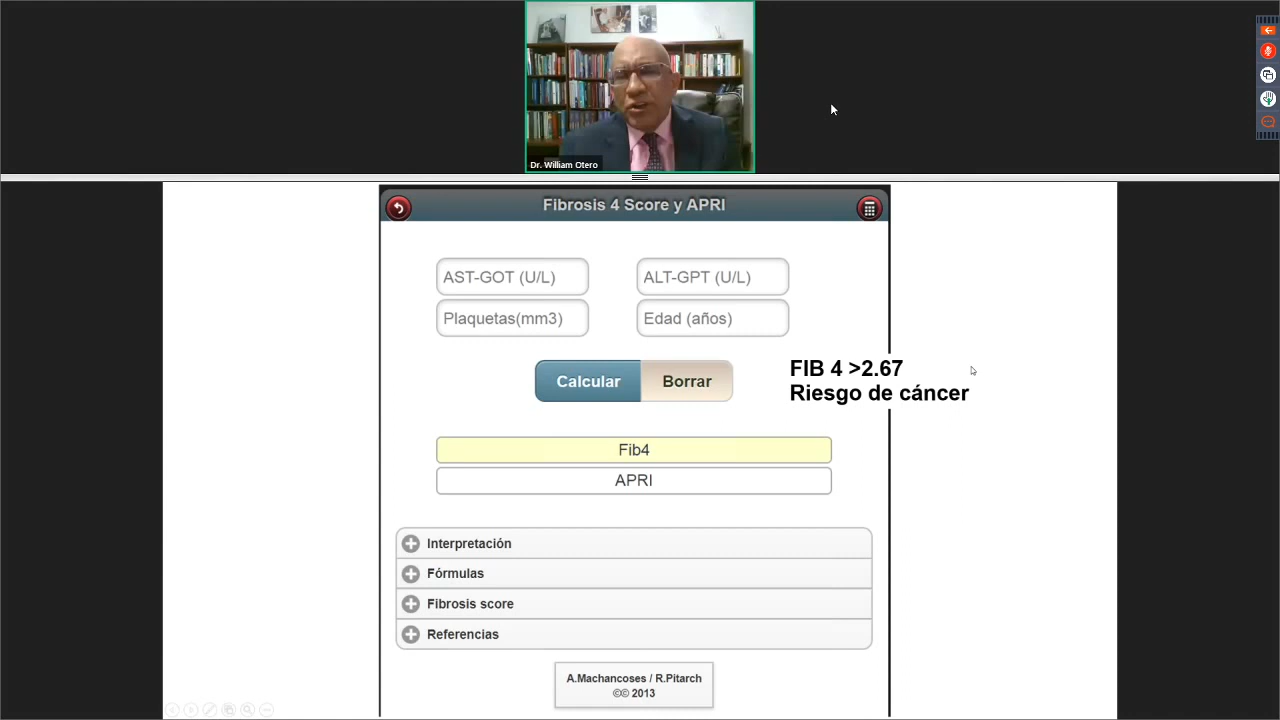 Dr. William Otero
Fibrosis 4 Score y APRI
AST-GOT (U/L)
ALT-GPT (U/L)
Plaquetas(mm3)
Edad (años)
Calcular
Borrar
FIB 4 >2.67
Riesgo de cáncer
Fib4
APRI
Interpretación
Fórmulas
Fibrosis score
Referencias
A.Machancoses / R.Pitarch
©© 2013